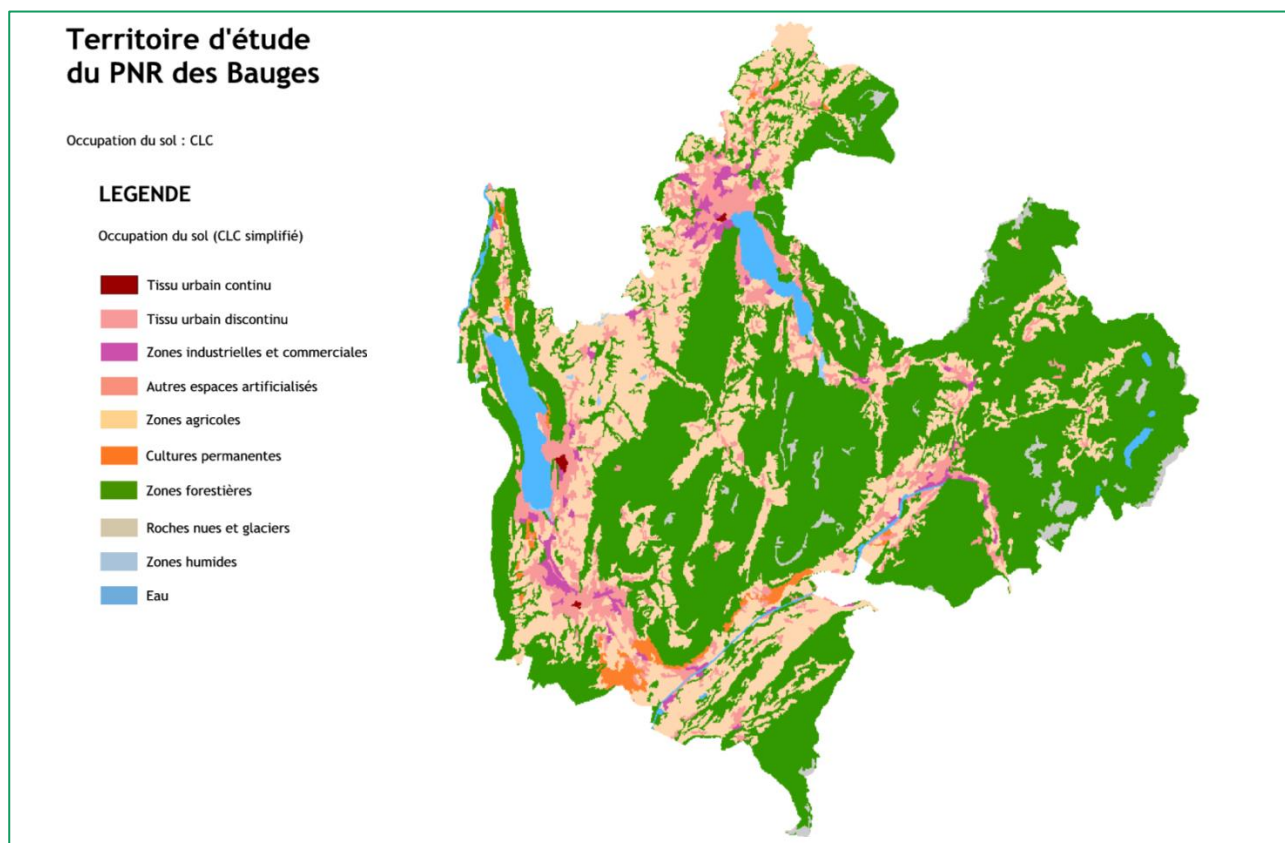 Territoire d'étude
du PNR des Bauges
Occupation du sol : CLC
LEGENDE
Occupation du sol (CLC simplifié)
Tissu urbain continu
Tissu urbain discontinu
Zones industrielles et commerciales
Autres espaces artificialisés
Zones agricoles
Cultures permanentes
Zones forestières
Roches nues et glaciers
Zones humides
Eau